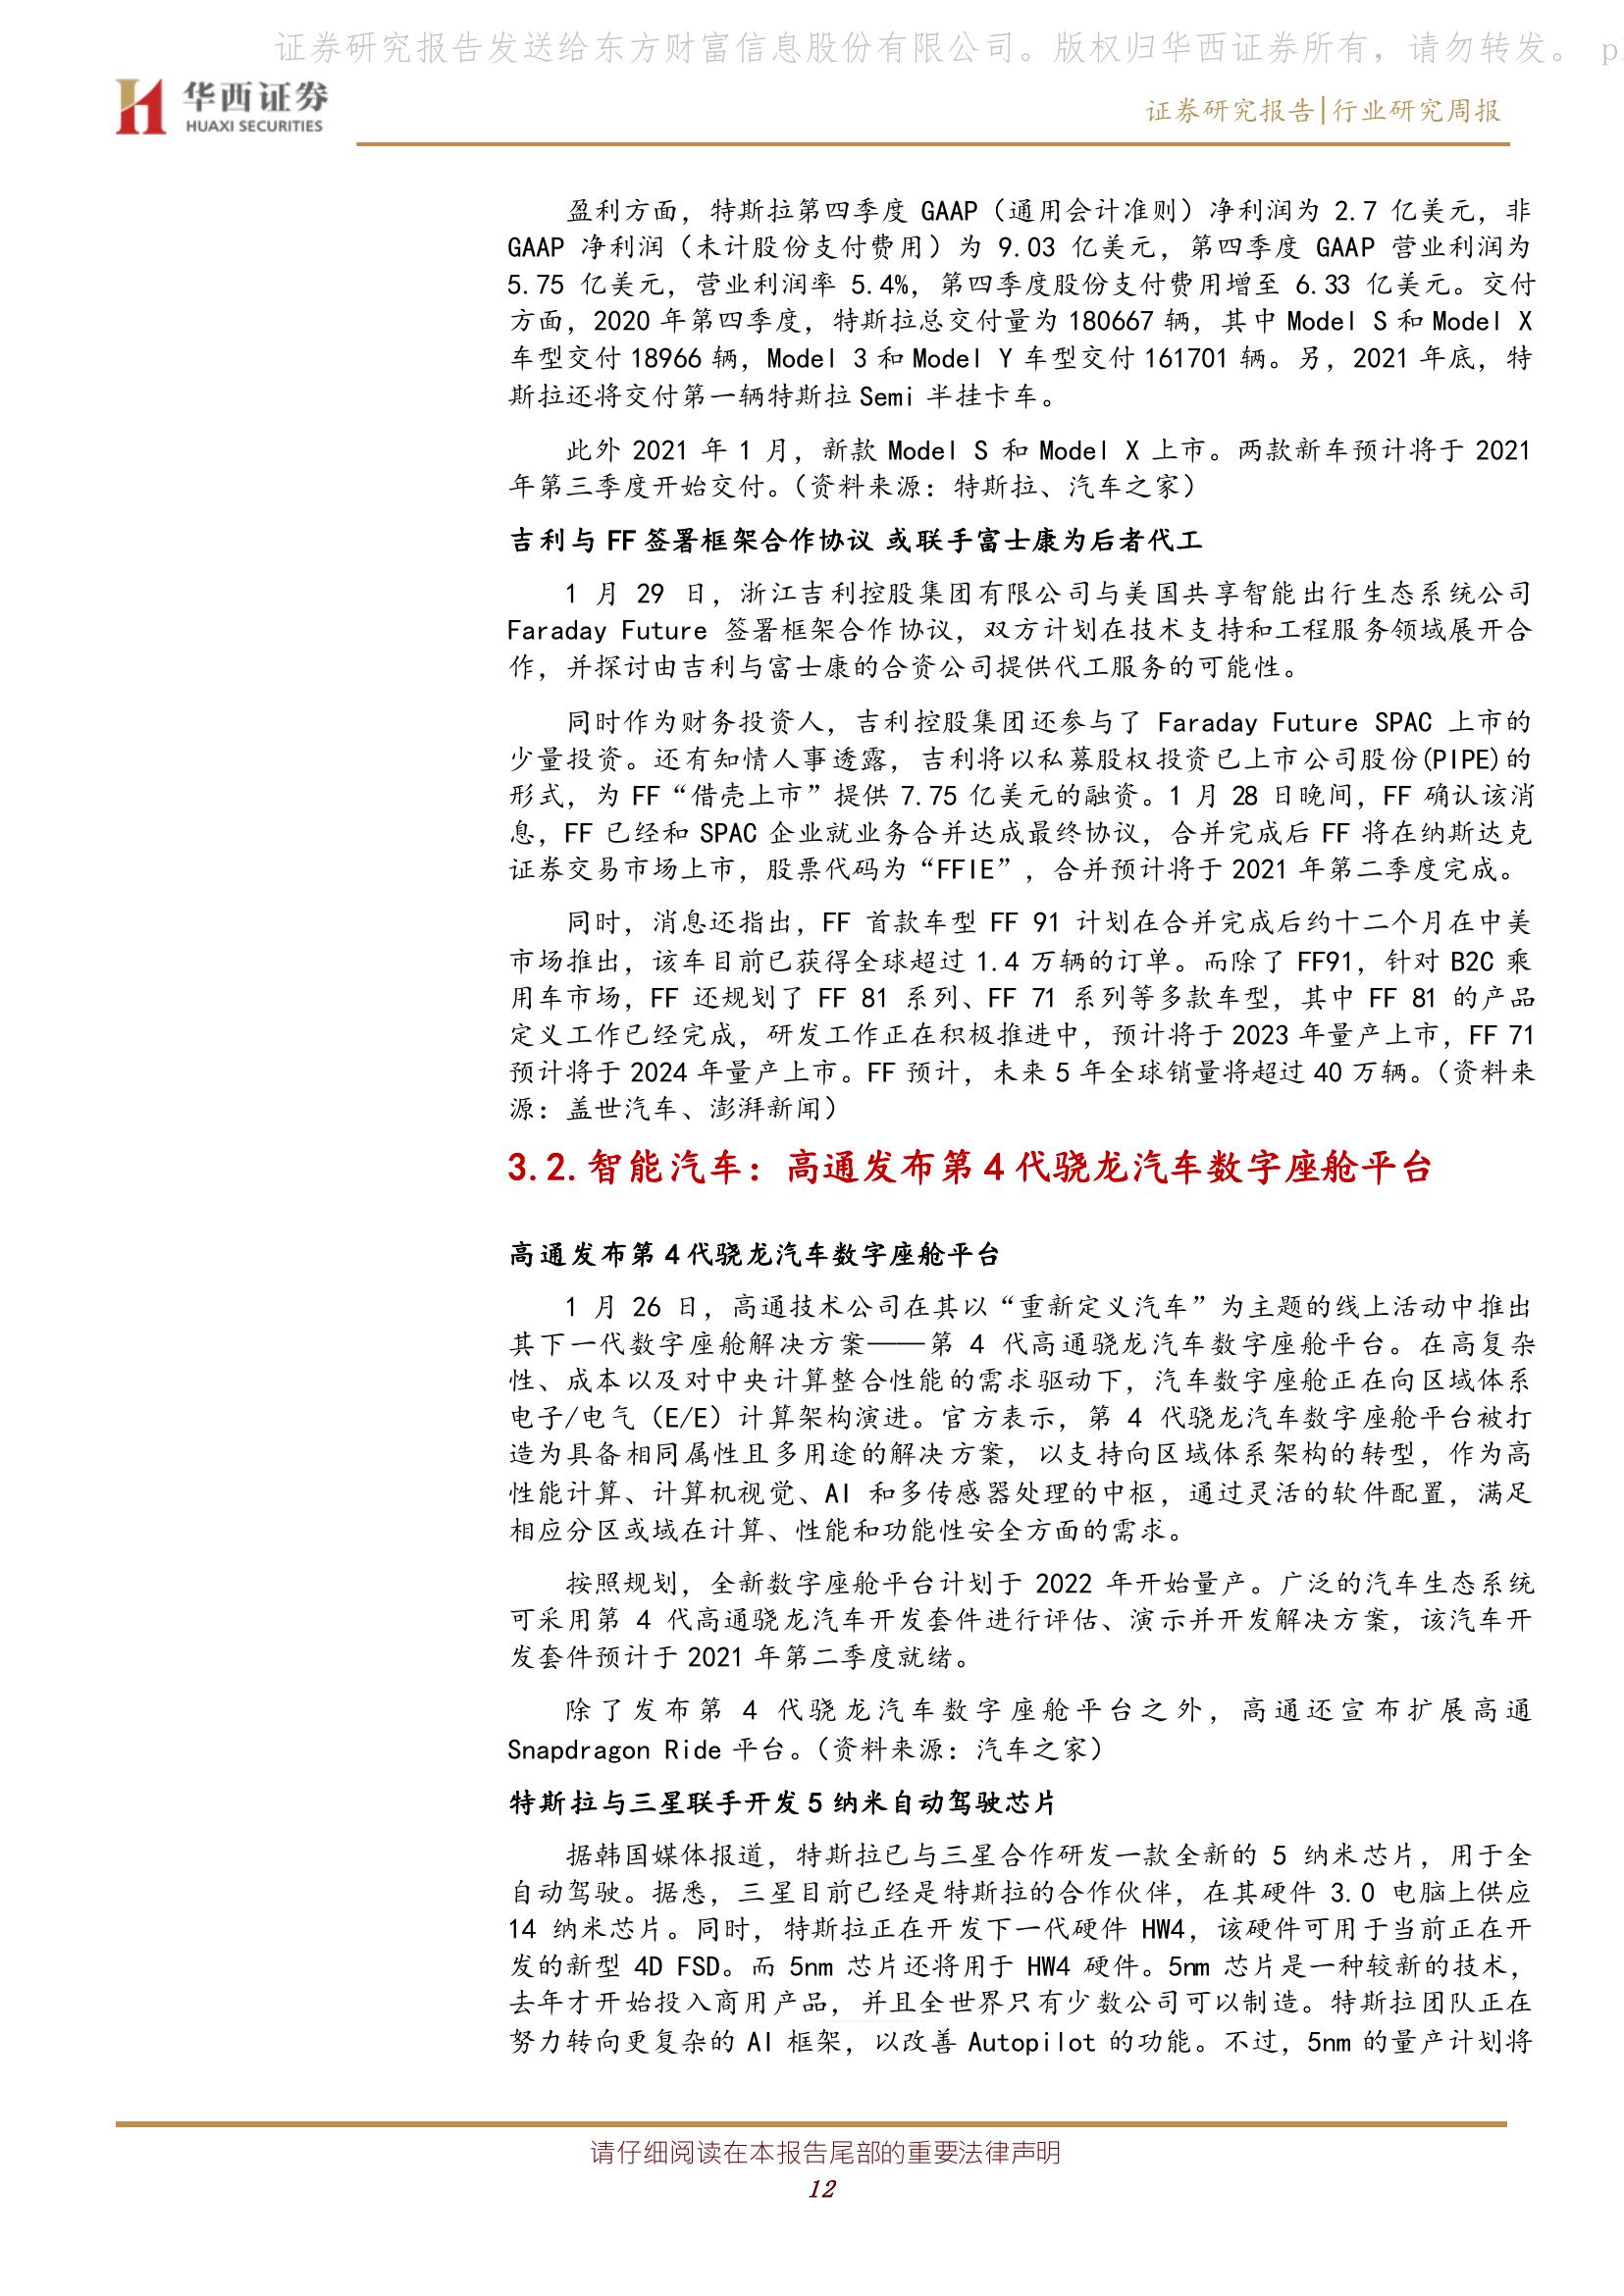 证券研究报告发送给东方财富信息股份有限公司。版权归华西证券所有，请勿转发。 p
华西证券
HUAXI SECURITIES
证券研究报告|行业研究周报
盈利方面，特斯拉第四季度 GAAP（通用会计准则）净利润为 2.7 亿美元，非
GAAP 净利润（未计股份支付费用）为 9.03 亿美元，第四季度 GAAP 营业利润为
5.75 亿美元，营业利润率 5.4%，第四季度股份支付费用增至 6.33 亿美元。交付
方面，2020 年第四季度，特斯拉总交付量为 180667 辆，其中 Model S 和 Model X
车型交付 18966 辆，Model 3 和 Model Y 车型交付 161701 辆。另，2021 年底，特
斯拉还将交付第一辆特斯拉 Semi 半挂卡车。
此外 2021 年 1 月，新款 Model S 和 Model X 上市。两款新车预计将于 2021
年第三季度开始交付。（资料来源：特斯拉、汽车之家）
吉利与 FF 签署框架合作协议 或联手富士康为后者代工
1 月 29 日，浙江吉利控股集团有限公司与美国共享智能出行生态系统公司
Faraday Future 签署框架合作协议，双方计划在技术支持和工程服务领域展开合
作，并探讨由吉利与富士康的合资公司提供代工服务的可能性。
同时作为财务投资人，吉利控股集团还参与了 Faraday Future SPAC 上市的
少量投资。还有知情人事透露，吉利将以私募股权投资已上市公司股份(PIPE)的
形式，为 FF“借壳上市”提供 7.75 亿美元的融资。1 月 28 日晚间，FF 确认该消
息，FF 已经和 SPAC 企业就业务合并达成最终协议，合并完成后 FF 将在纳斯达克
证券交易市场上市，股票代码为“FFIE”，合并预计将于 2021 年第二季度完成。
同时，消息还指出，FF 首款车型 FF 91 计划在合并完成后约十二个月在中美
市场推出，该车目前已获得全球超过 1.4 万辆的订单。而除了 FF91，针对 B2C 乘
用车市场，FF 还规划了 FF 81 系列、FF 71 系列等多款车型，其中 FF 81 的产品
定义工作已经完成，研发工作正在积极推进中，预计将于 2023 年量产上市，FF 71
预计将于 2024 年量产上市。FF 预计，未来 5 年全球销量将超过 40 万辆。（资料来
源：盖世汽车、澎湃新闻）
3.2.智能汽车：高通发布第 4 代骁龙汽车数字座舱平台
高通发布第 4 代骁龙汽车数字座舱平台
1 月 26 日，高通技术公司在其以“重新定义汽车”为主题的线上活动中推出
其下一代数字座舱解决方案——第 4 代高通骁龙汽车数字座舱平台。在高复杂
性、成本以及对中央计算整合性能的需求驱动下，汽车数字座舱正在向区域体系
电子/电气（E/E）计算架构演进。官方表示，第 4 代骁龙汽车数字座舱平台被打
造为具备相同属性且多用途的解决方案，以支持向区域体系架构的转型，作为高
性能计算、计算机视觉、AI 和多传感器处理的中枢，通过灵活的软件配置，满足
相应分区或域在计算、性能和功能性安全方面的需求。
按照规划，全新数字座舱平台计划于 2022 年开始量产。广泛的汽车生态系统
可采用第 4 代高通骁龙汽车开发套件进行评估、演示并开发解决方案，该汽车开
发套件预计于 2021 年第二季度就绪。
除了发布第 4 代骁龙汽车数字座舱平台之外，高通还宣布扩展高通
Snapdragon Ride 平台。（资料来源：汽车之家）
特斯拉与三星联手开发 5 纳米自动驾驶芯片
据韩国媒体报道，特斯拉已与三星合作研发一款全新的 5 纳米芯片，用于全
自动驾驶。据悉，三星目前已经是特斯拉的合作伙伴，在其硬件 3.0 电脑上供应
14 纳米芯片。同时，特斯拉正在开发下一代硬件 HW4，该硬件可用于当前正在开
发的新型 4D FSD。而 5nm 芯片还将用于 HW4 硬件。5nm 芯片是一种较新的技术，
去年才开始投入商用产品，并且全世界只有少数公司可以制造。特斯拉团队正在
努力转向更复杂的 AI 框架，以改善 Autopilot 的功能。不过，5nm 的量产计划将
请仔细阅读在本报告尾部的重要法律声明
12